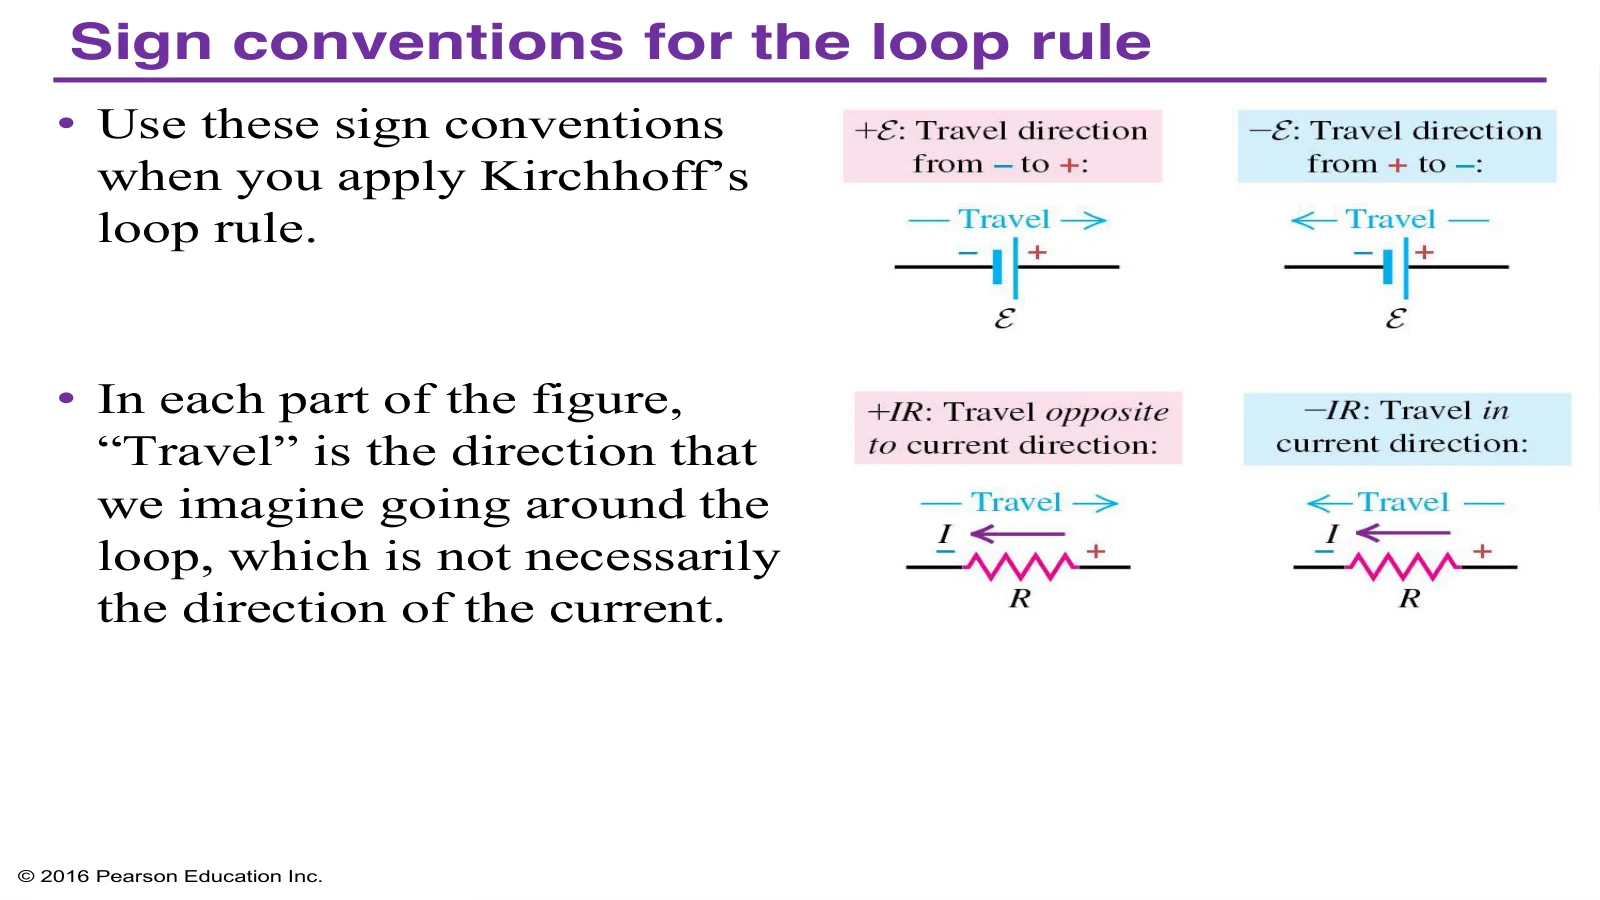 Sign conventions for the loop rule
• Use these sign conventions
when you apply Kirchhoff’s
loop rule.
• In each part of the figure,
“Travel” is the direction that
we imagine going around the
loop, which is not necessarily
the direction of the current.
+ℰ: Travel direction
from − to +:
Travel
− +
ℰ
−ℰ: Travel direction
from + to −:
Travel
− +
ℰ
+IR: Travel opposite
to current direction:
Travel
I
− +
R
−IR: Travel in
current direction:
Travel
I
− +
R
© 2016 Pearson Education Inc.